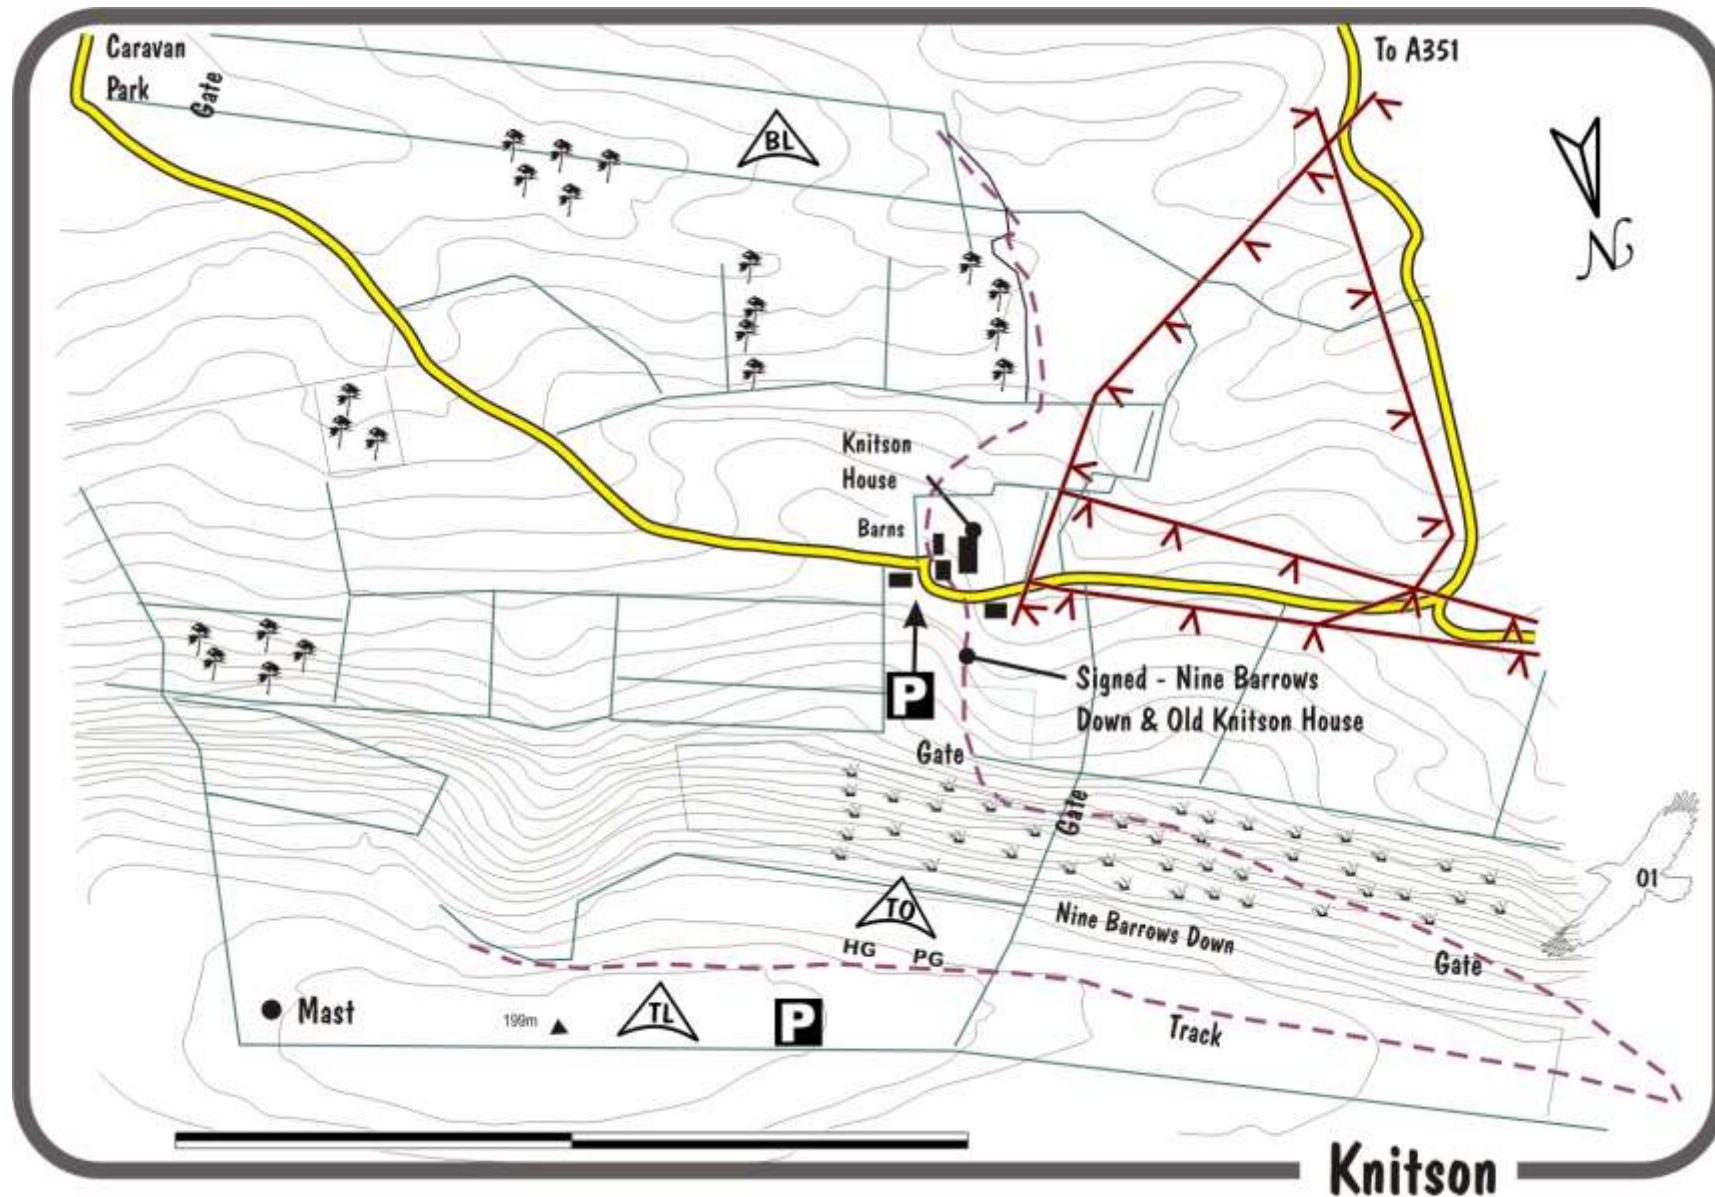 Caravan
Park
Gate
To A351
BL
N
Knitson
House
Barns
P
Signed - Nine Barrows
Down & Old Knitson House
Gate
Gate
01
TO
HG PG
Nine Barrows Down
Gate
Mast
199m
TL
P
Track
Knitson